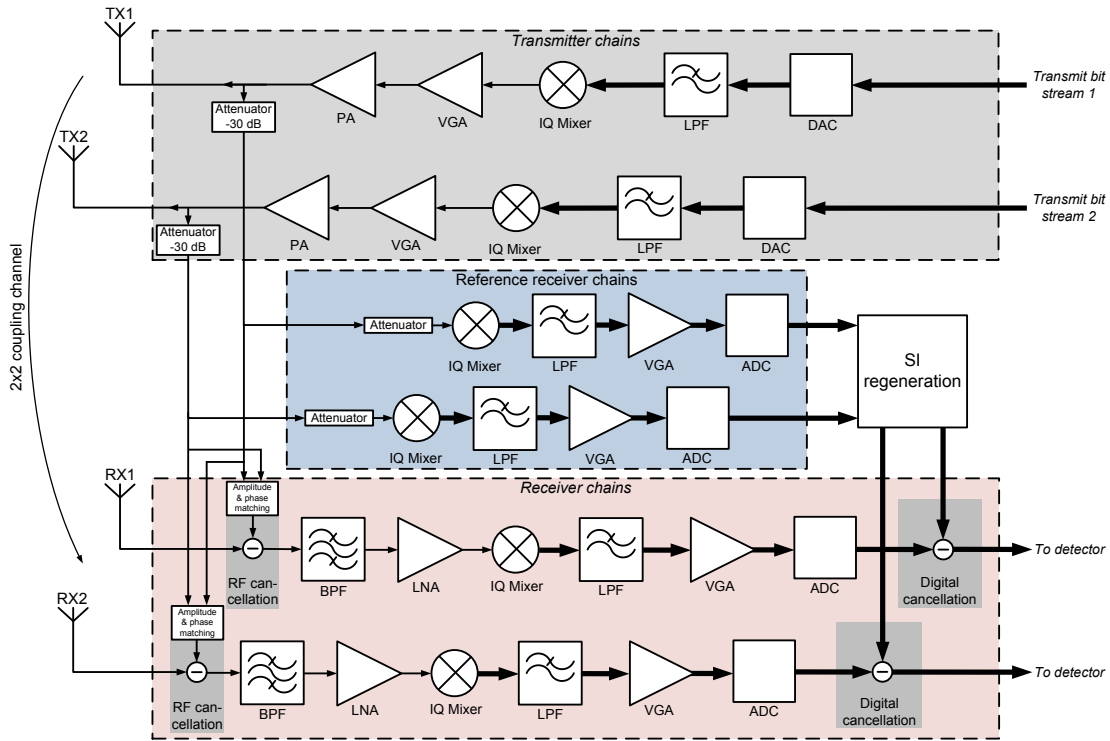 TX1
Transmitter chains
Transmit bit
stream 1
Attenuator
-30 dB
PA
VGA
IQ Mixer
LPF
DAC
TX2
Transmit bit
stream 2
Attenuator
-30 dB
PA
VGA
IQ Mixer
LPF
DAC
2x2 coupling channel
Reference receiver chains
Attenuator
IQ Mixer
LPF
VGA
ADC
SI
regeneration
Attenuator
IQ Mixer
LPF
VGA
ADC
RX1
Receiver chains
Amplitude
& phase
matching
RF can-
cellation
BPF
LNA
IQ Mixer
LPF
VGA
ADC
Digital
cancellation
To detector
RX2
Amplitude
& phase
matching
RF can-
cellation
BPF
LNA
IQ Mixer
LPF
VGA
ADC
Digital
cancellation
To detector